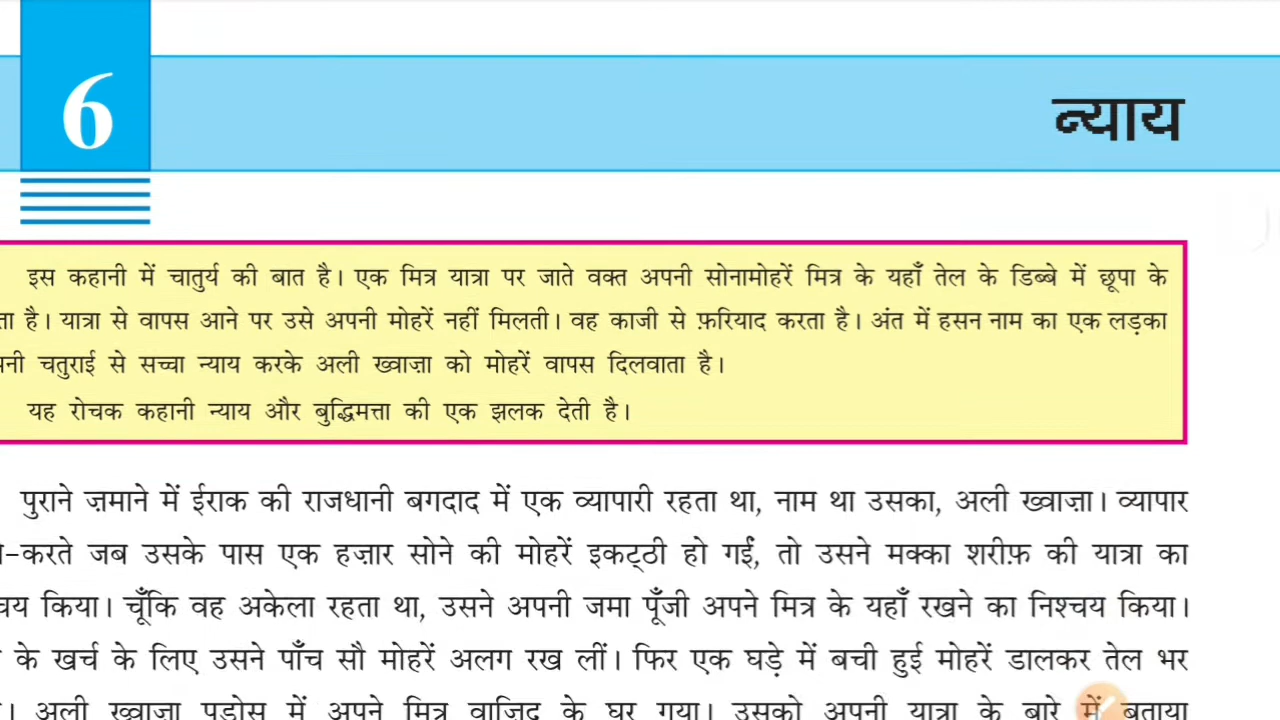 6
न्याय
इस कहानी में चातुर्य की बात है। एक मित्र यात्रा पर जाते वक्त अपनी सोनामोहरें मित्र के यहाँ तेल के डिब्बे में छूपा के
है। यात्रा से वापस आने पर उसे अपनी मोहरें नहीं मिलती। वह काजी से फ़रियाद करता है। अंत में हसन नाम का एक लड़का
चतुराई से सच्चा न्याय करके अली ख्वाज़ा को मोहरें वापस दिलवाता है।
यह रोचक कहानी न्याय और बुद्धिमत्ता की एक झलक देती है।
पुराने ज़माने में ईराक की राजधानी बगदाद में एक व्यापारी रहता था, नाम था उसका, अली ख्वाज़ा। व्यापार
-करते जब उसके पास एक हज़ार सोने की मोहरें इकट्ठी हो गईं, तो उसने मक्का शरीफ़ की यात्रा का
किया। चूँकि वह अकेला रहता था, उसने अपनी जमा पूँजी अपने मित्र के यहाँ रखने का निश्चय किया।
के खर्च के लिए उसने पाँच सौ मोहरें अलग रख लीं। फिर एक घड़े में बची हुई मोहरें डालकर तेल भर
। अली ख्वाज़ा पड़ोस में अपने मित्र वाज़िद के घर गया। उसको अपनी यात्रा के बारे में बताया